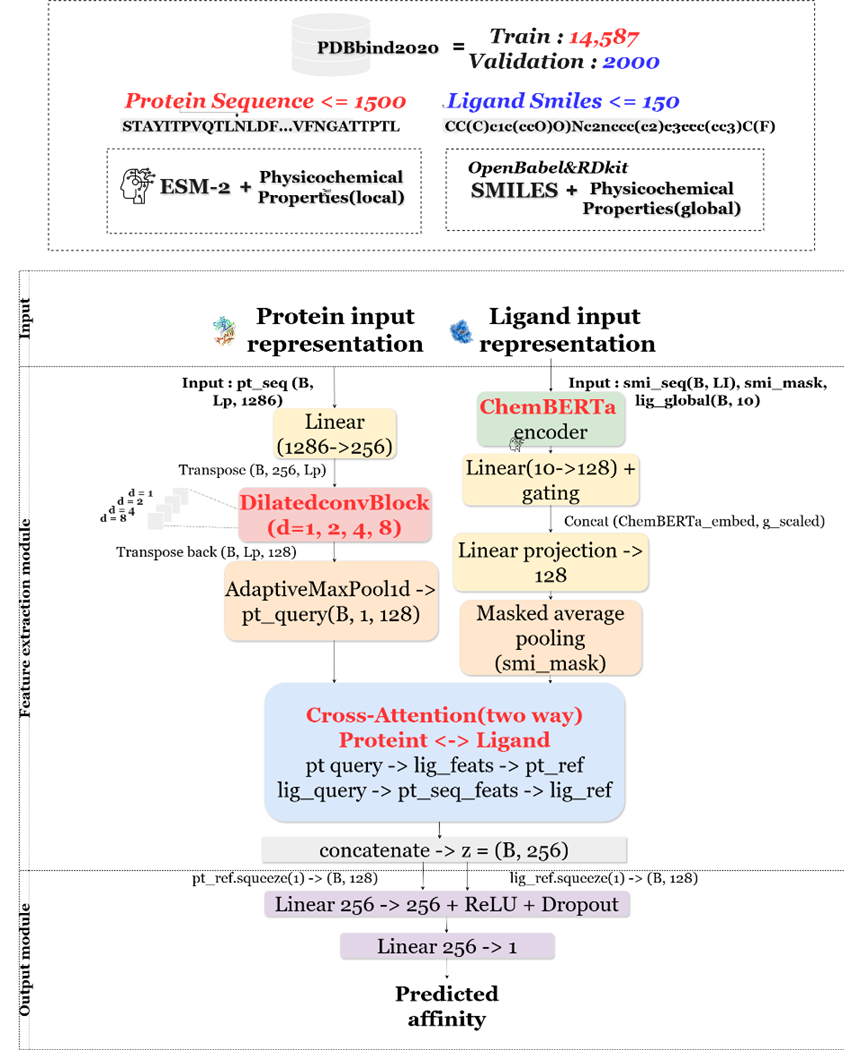 PDBbind2020 = Train : 14,587
Validation : 2000
Protein Sequence <= 1500
Ligand Smiles <= 150
STAYITPVQTLNLDF...VFNGATTPTL
CC(C)c1c(ccO)O)Nc2nccc(c2)c3ccc(cc3)C(F)
ESM-2 + Physicochemical
Properties(local)
OpenBabel&RDkit
SMILES + Physicochemical
Properties(global)
Input
Protein input
representation
Ligand input
representation
Feature extraction module
Input : pt_seq (B,
Lp, 1286)
Linear
(1286->256)
Transpose (B, 256, Lp)
d = 1
d = 2
d = 4
d = 8
DilatedconvBlock
(d=1, 2, 4, 8)
Transpose back (B, Lp, 128)
AdaptiveMaxPool1d ->
pt_query(B, 1, 128)
Input : smi_seq(B, LI), smi_mask,
lig_global(B, 10)
ChemBERTa
encoder
Linear(10->128) +
gating
Concat (ChemBERTa_embed, g_scaled)
Linear projection ->
128
Masked average
pooling
(smi_mask)
Cross-Attention(two way)
Proteint <-> Ligand
pt query -> lig_feats -> pt_ref
lig_query -> pt_seq_feats -> lig_ref
concatenate -> z = (B, 256)
Output module
pt_ref.squeeze(1) -> (B, 128)
lig_ref.squeeze(1) -> (B, 128)
Linear 256 -> 256 + ReLU + Dropout
Linear 256 -> 1
Predicted
affinity